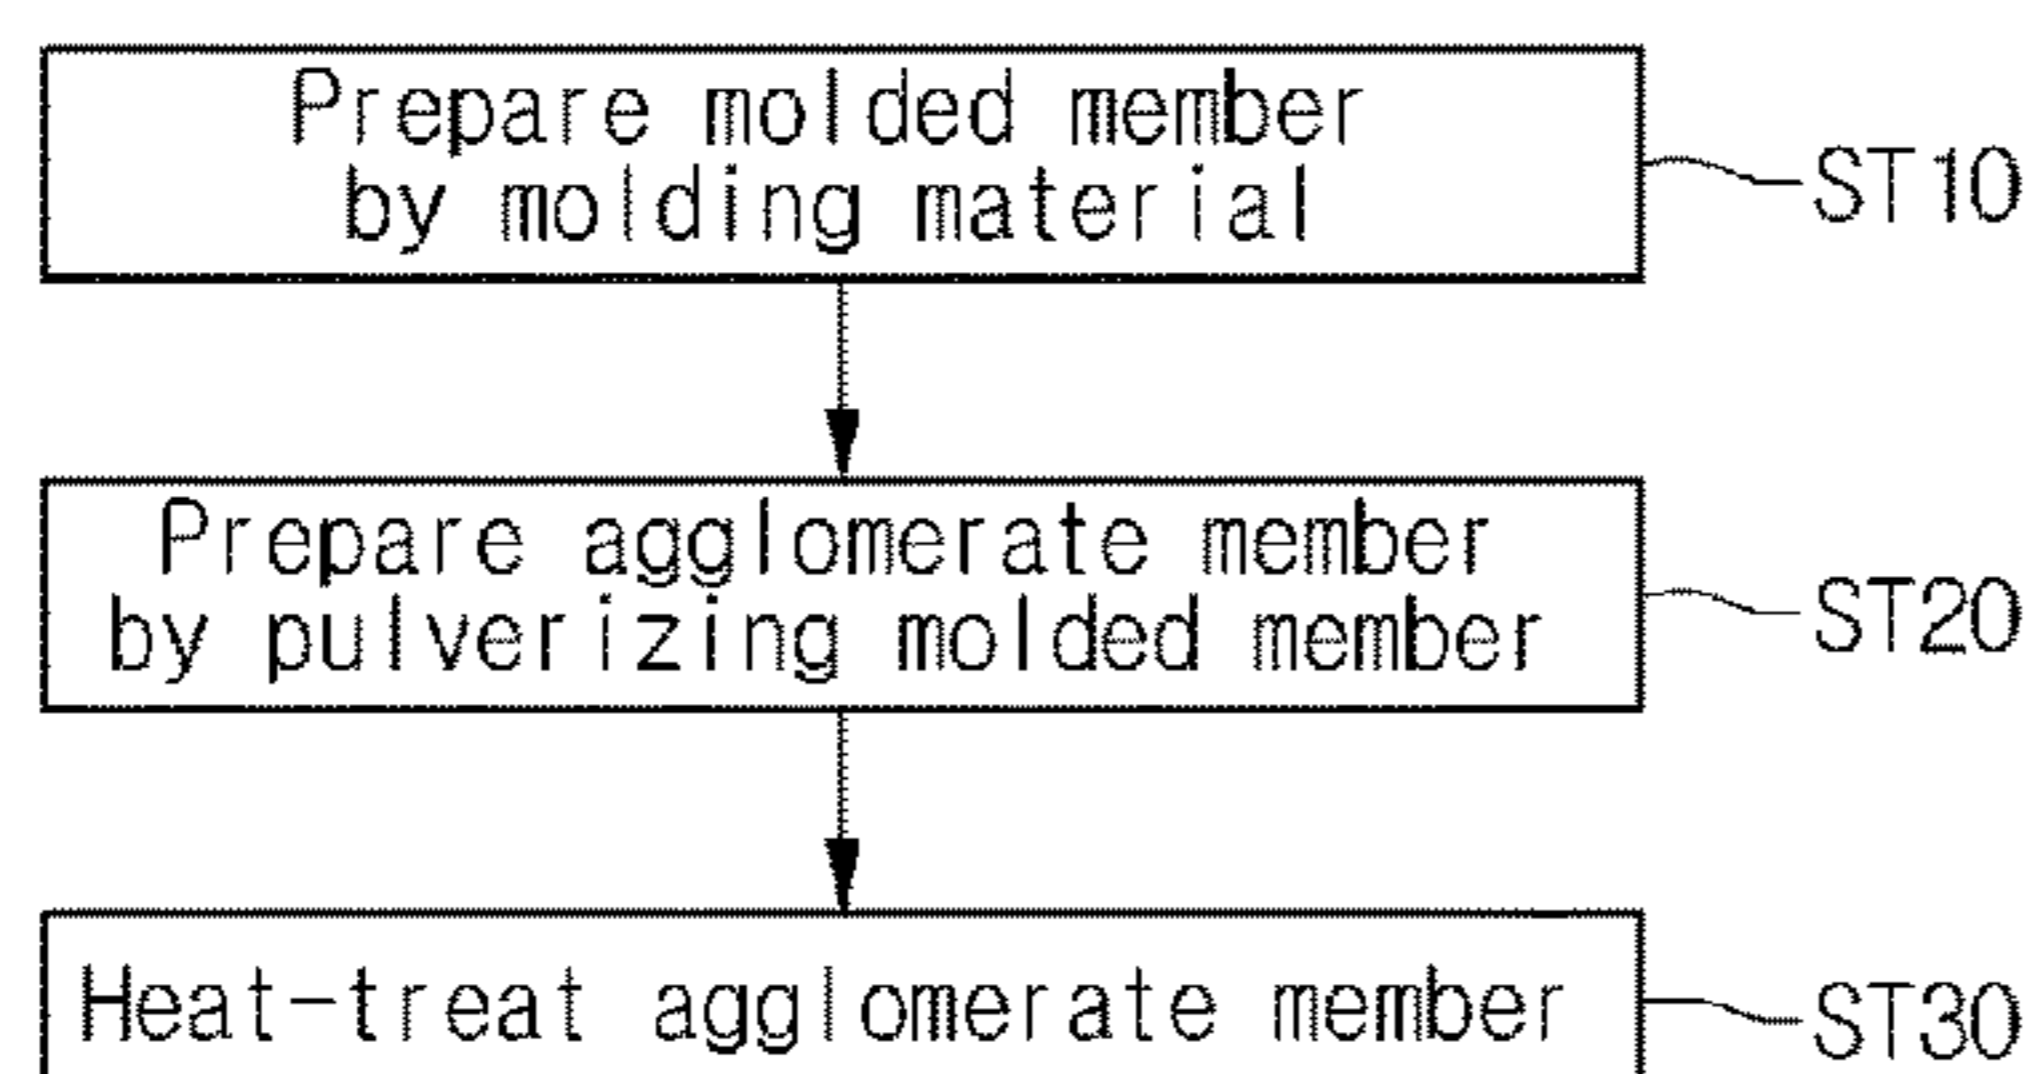 Prepare molded member
by molding material
ST10
Prepare agglomerate member
by pulverizing molded member
ST20
Heat-treat agglomerate member
ST30